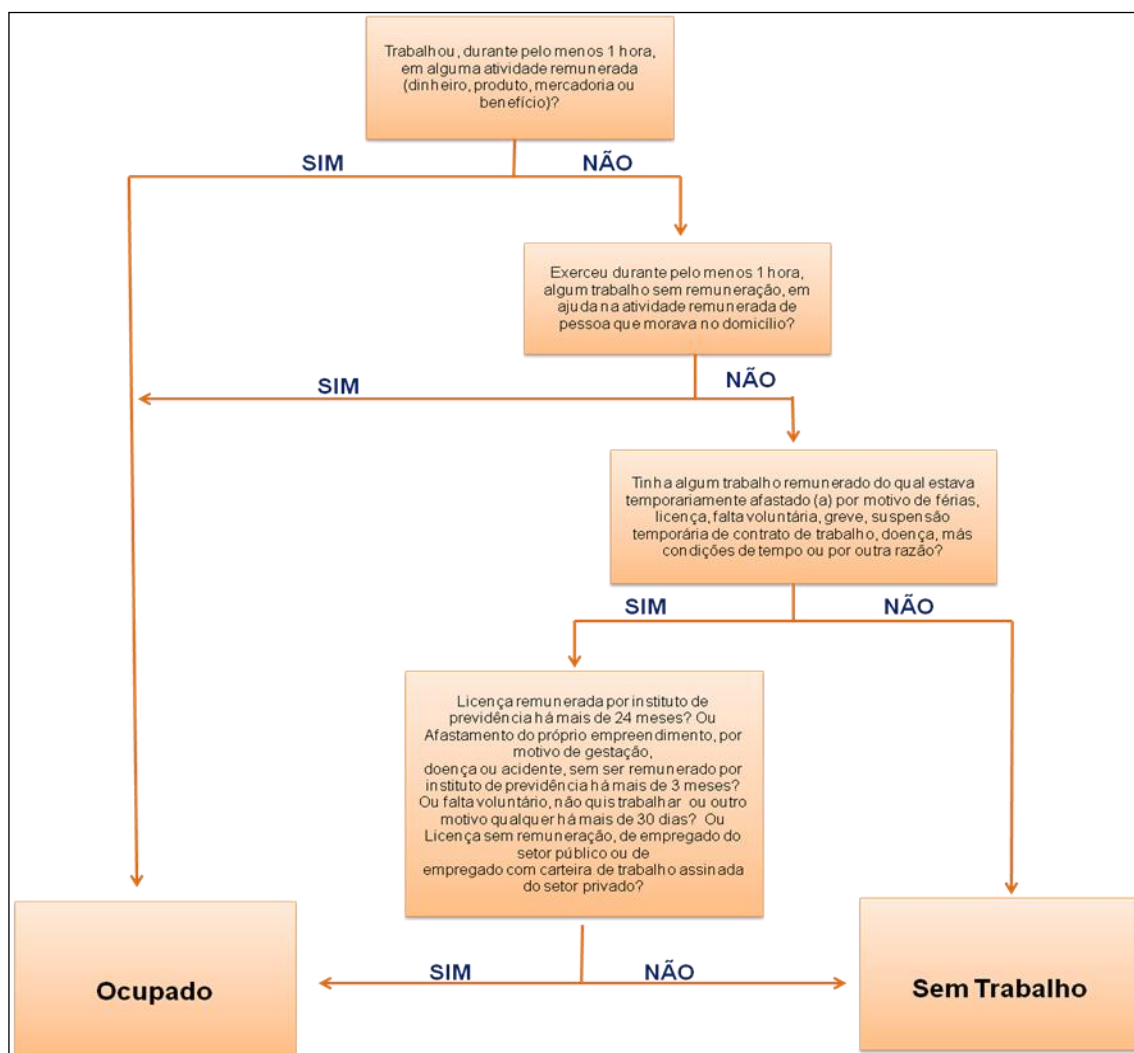 Trabalhou, durante pelo menos 1 hora,
em alguma atividade remunerada
(dinheiro, produto, mercadoria ou
benefício)?
SIM
NÃO
Exerceu durante pelo menos 1 hora,
algum trabalho sem remuneração, em
ajuda na atividade remunerada de
pessoa que morava no domicílio?
SIM
NÃO
Tinha algum trabalho remunerado do qual estava
temporariamente afastado (a) por motivo de férias,
licença, falta voluntária, greve, suspensão
temporária de contrato de trabalho, doença, más
condições de tempo ou por outra razão?
SIM
NÃO
Licença remunerada por instituto de
previdência há mais de 24 meses? Ou
Afastamento do próprio empreendimento, por
motivo de gestação,
doença ou acidente, sem ser remunerado por
instituto de previdência há mais de 3 meses?
Ou falta voluntário, não quis trabalhar ou outro
motivo qualquer há mais de 30 dias? Ou
Licença sem remuneração, de empregado do
setor público ou de
empregado com carteira de trabalho assinada
do setor privado?
SIM
NÃO
Ocupado
Sem Trabalho